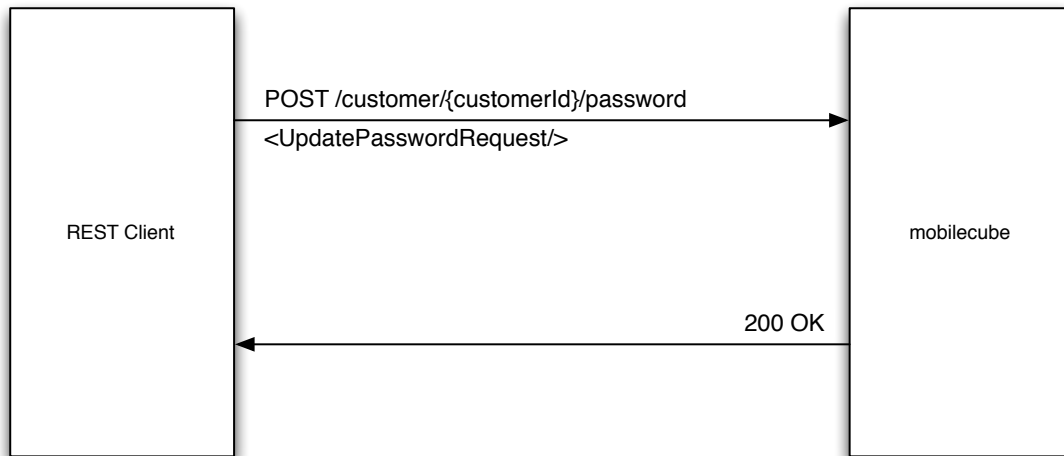 POST /customer/{customerId}/password
<UpdatePasswordRequest/>
REST Client
mobilecube
200 OK